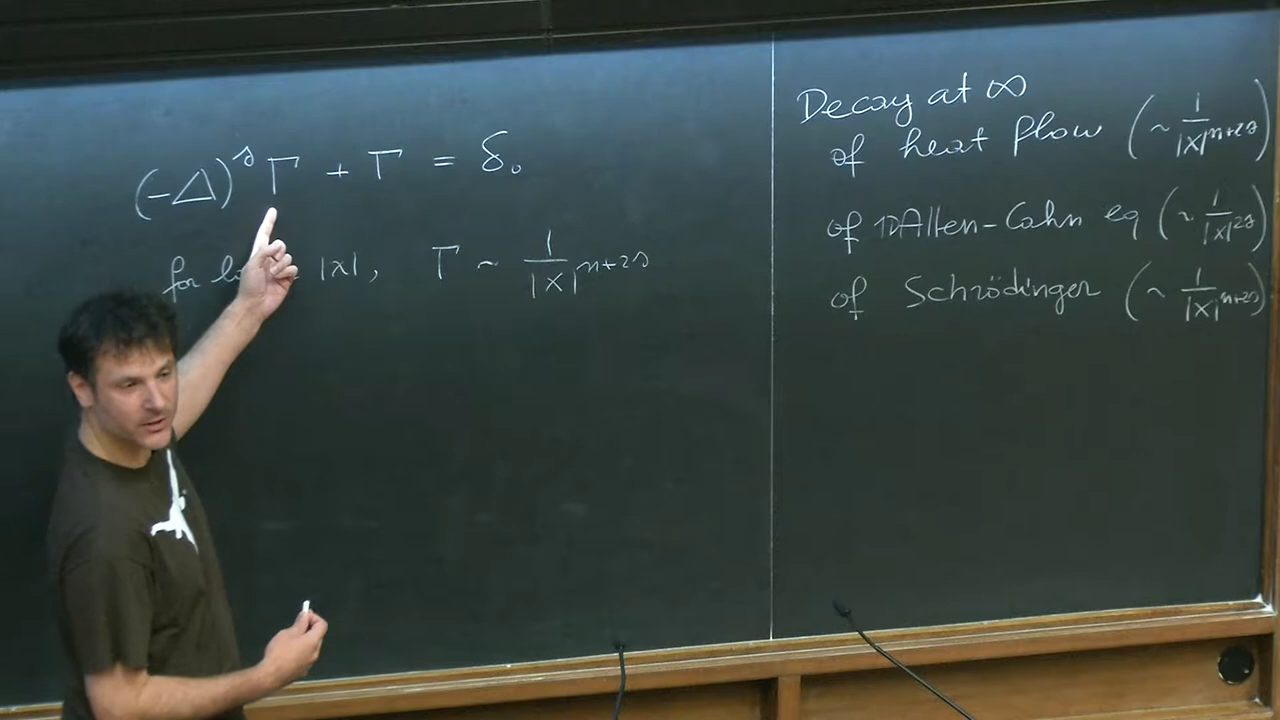 (-Δ)^s Γ + Γ = δ₀
for |x|, Γ ~ 1/|x|^{n+2s}
Decay at ∞
of heat flow (~ 1/|x|^{n+2s})
of 1D Allen-Cahn eq (~ 1/|x|^{2s})
of Schrödinger (~ 1/|x|^{n+2s})